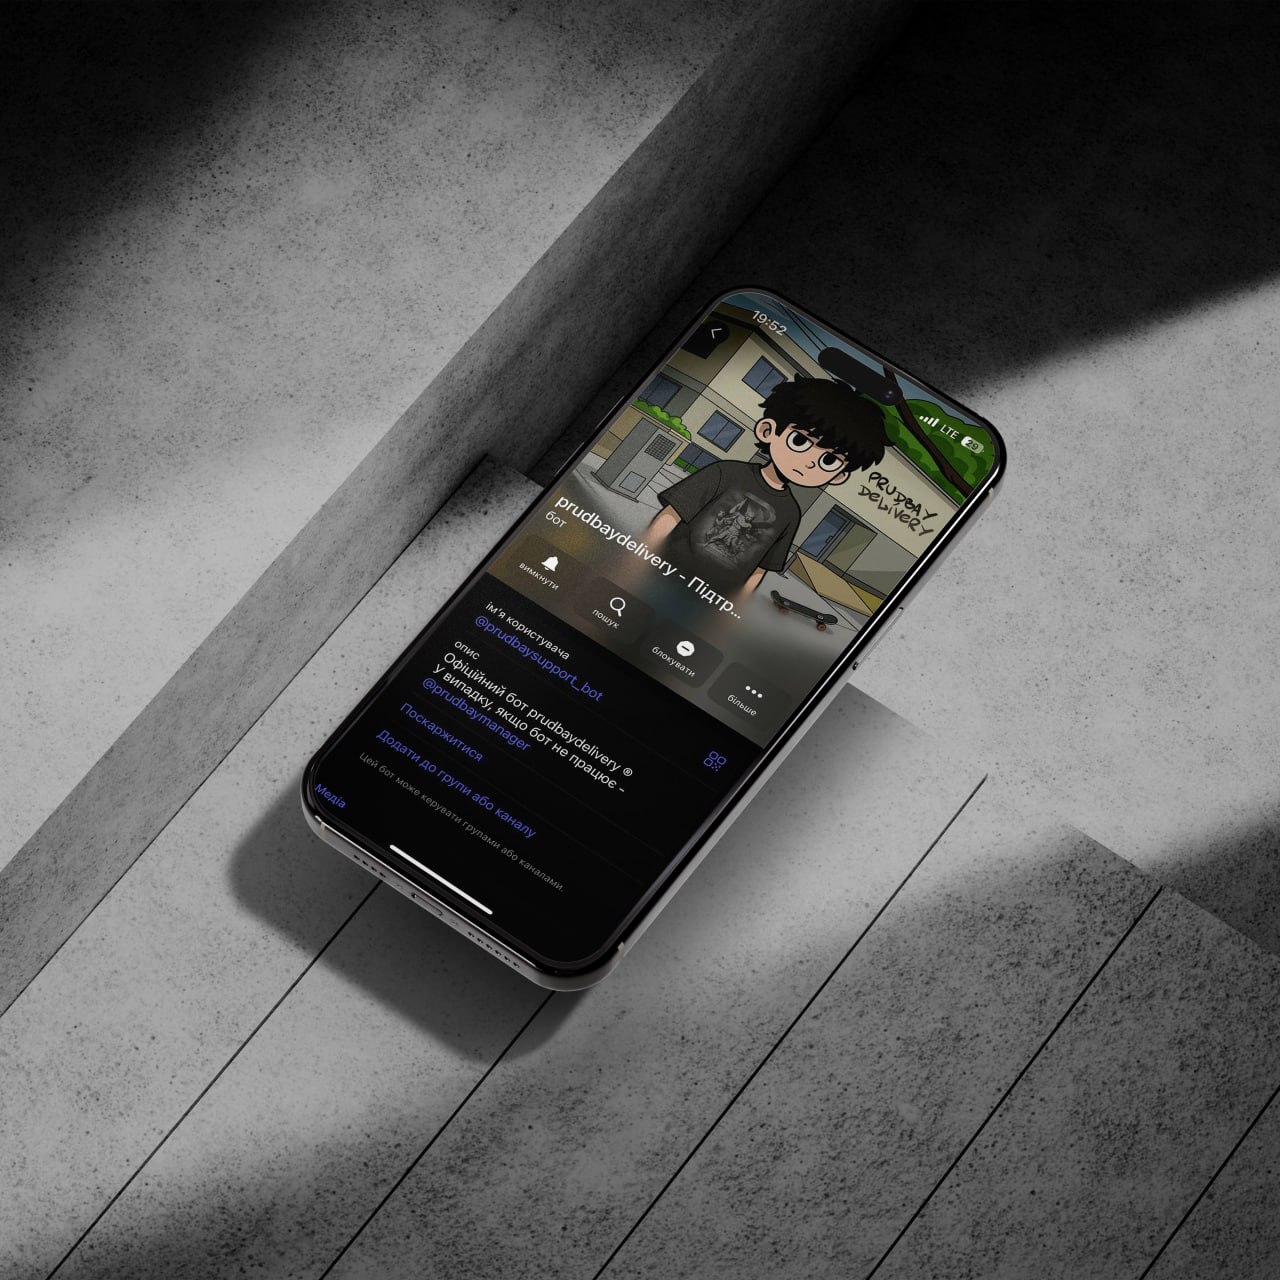 19:52
LTE 29
PRUDBAY
DELIVERY
prudbaydelivery - Підтр...
бот
вимкнути
пошук
блокувати
більше
ім'я користувача
@prudbaysupport_bot
опис
Офіційний бот prudbaydelivery ®
У випадку, якщо бот не працює -
@prudbaymanager
Поскаржитися
Додати до групи або каналу
Цей бот може керувати групами або каналами.
Медіа